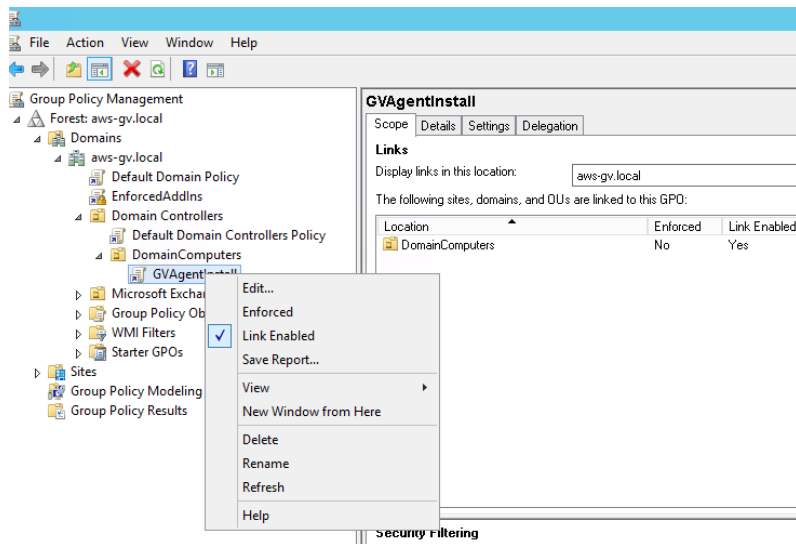 File Action View Window Help
Group Policy Management
Forest: aws-gv.local
Domains
aws-gv.local
Default Domain Policy
EnforcedAddIns
Domain Controllers
Default Domain Controllers Policy
DomainComputers
GVAgentInstall
Microsoft Exchan
Group Policy Ob
WMI Filters
Starter GPOs
Sites
Group Policy Modeling
Group Policy Results
Edit...
Enforced
Link Enabled
Save Report...
View
New Window from Here
Delete
Rename
Refresh
Help
GVAgentInstall
Scope Details Settings Delegation
Links
Display links in this location: aws-gv.local
The following sites, domains, and OUs are linked to this GPO:
Location Enforced Link Enabled
DomainComputers No Yes
Security Filtering